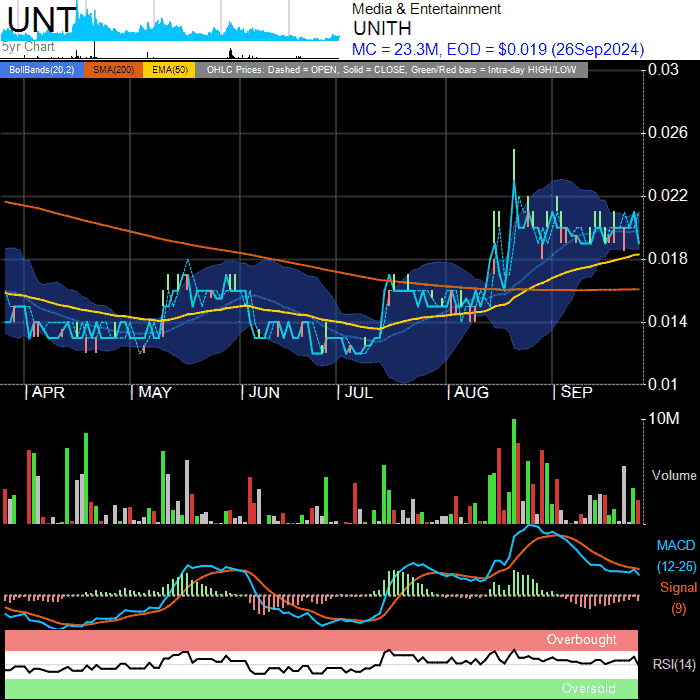 UNT
5yr Chart
Media & Entertainment
UNITH
MC = 23.3M, EOD = $0.019 (26Sep2024)
BollBands(20,2) SMA(200) EMA(50) OHLC Prices: Dashed = OPEN, Solid = CLOSE, Green/Red bars = Intra-day HIGH/LOW
0.03
0.026
0.022
0.018
0.014
0.01
APR MAY JUN JUL AUG SEP
10M
Volume
MACD
(12-26)
Signal
(9)
Overbought
RSI(14)
Oversold